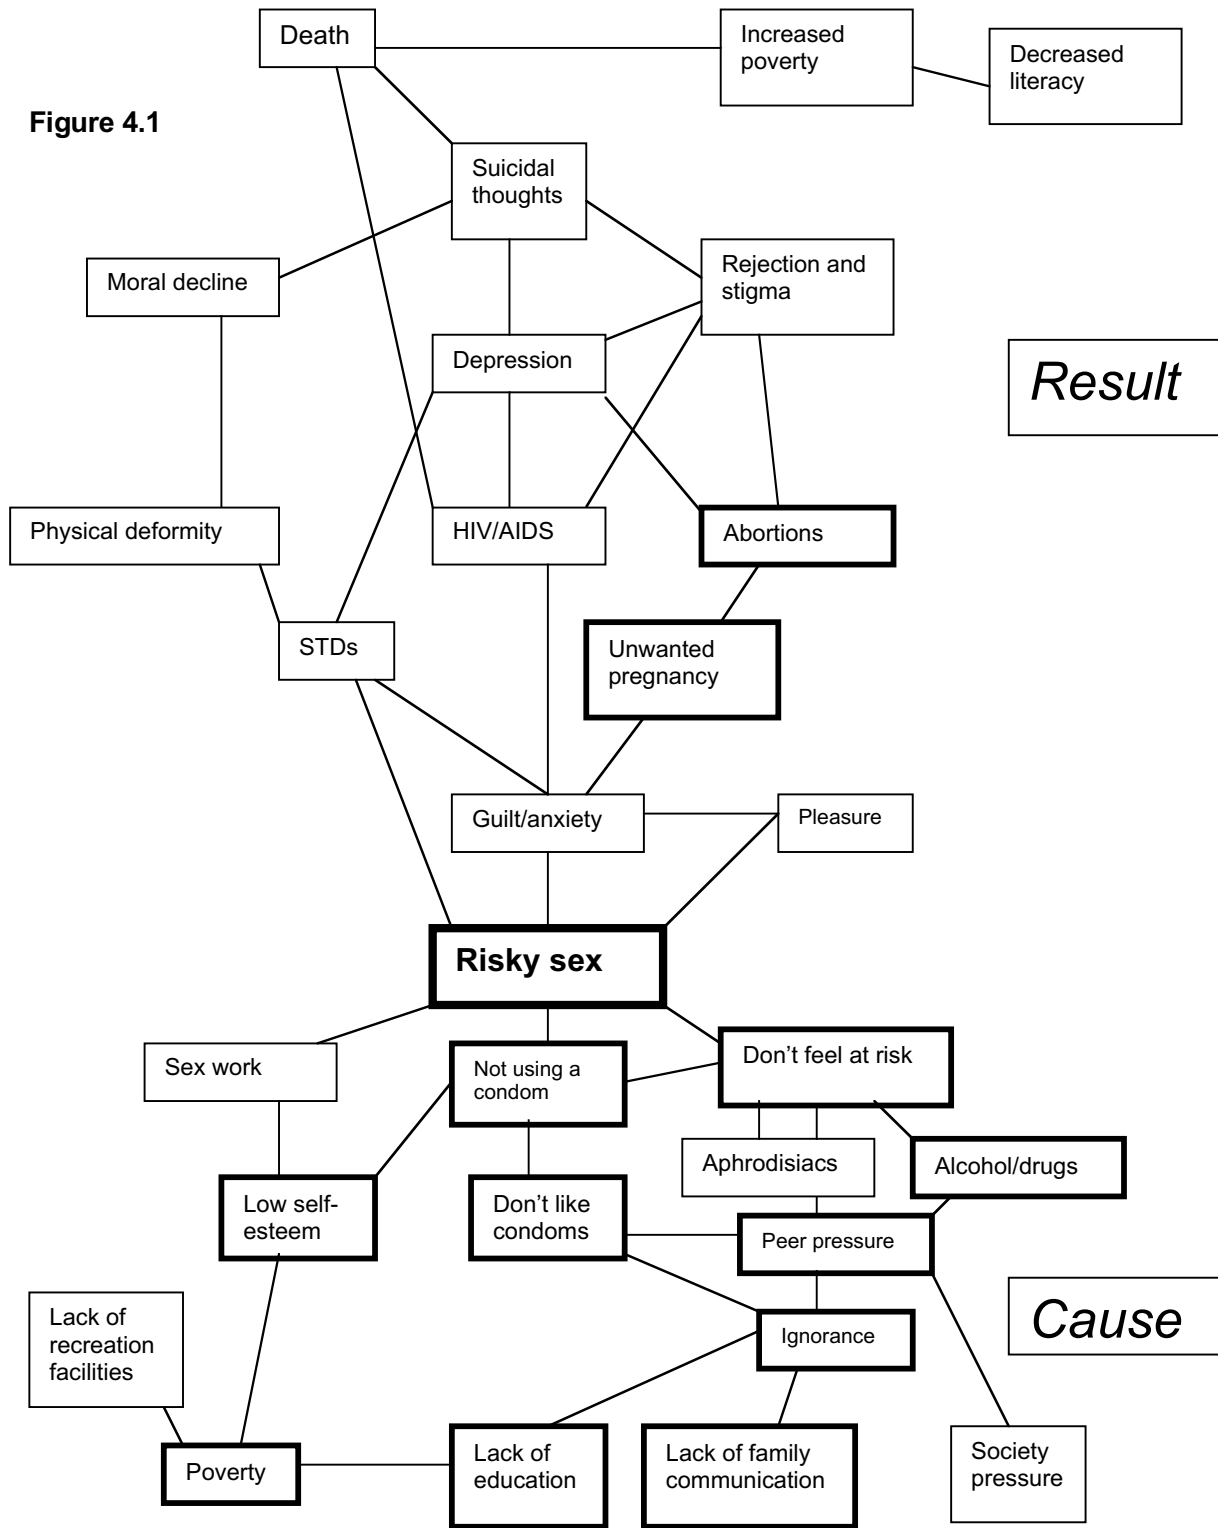 Death
Increased
poverty
Decreased
literacy
Figure 4.1
Suicidal
thoughts
Rejection and
stigma
Moral decline
Depression
Result
Physical deformity
HIV/AIDS
Abortions
STDs
Unwanted
pregnancy
Guilt/anxiety
Pleasure
Risky sex
Sex work
Not using a
condom
Don’t feel at risk
Aphrodisiacs
Alcohol/drugs
Low self-
esteem
Don’t like
condoms
Peer pressure
Lack of
recreation
facilities
Ignorance
Cause
Poverty
Lack of
education
Lack of family
communication
Society
pressure